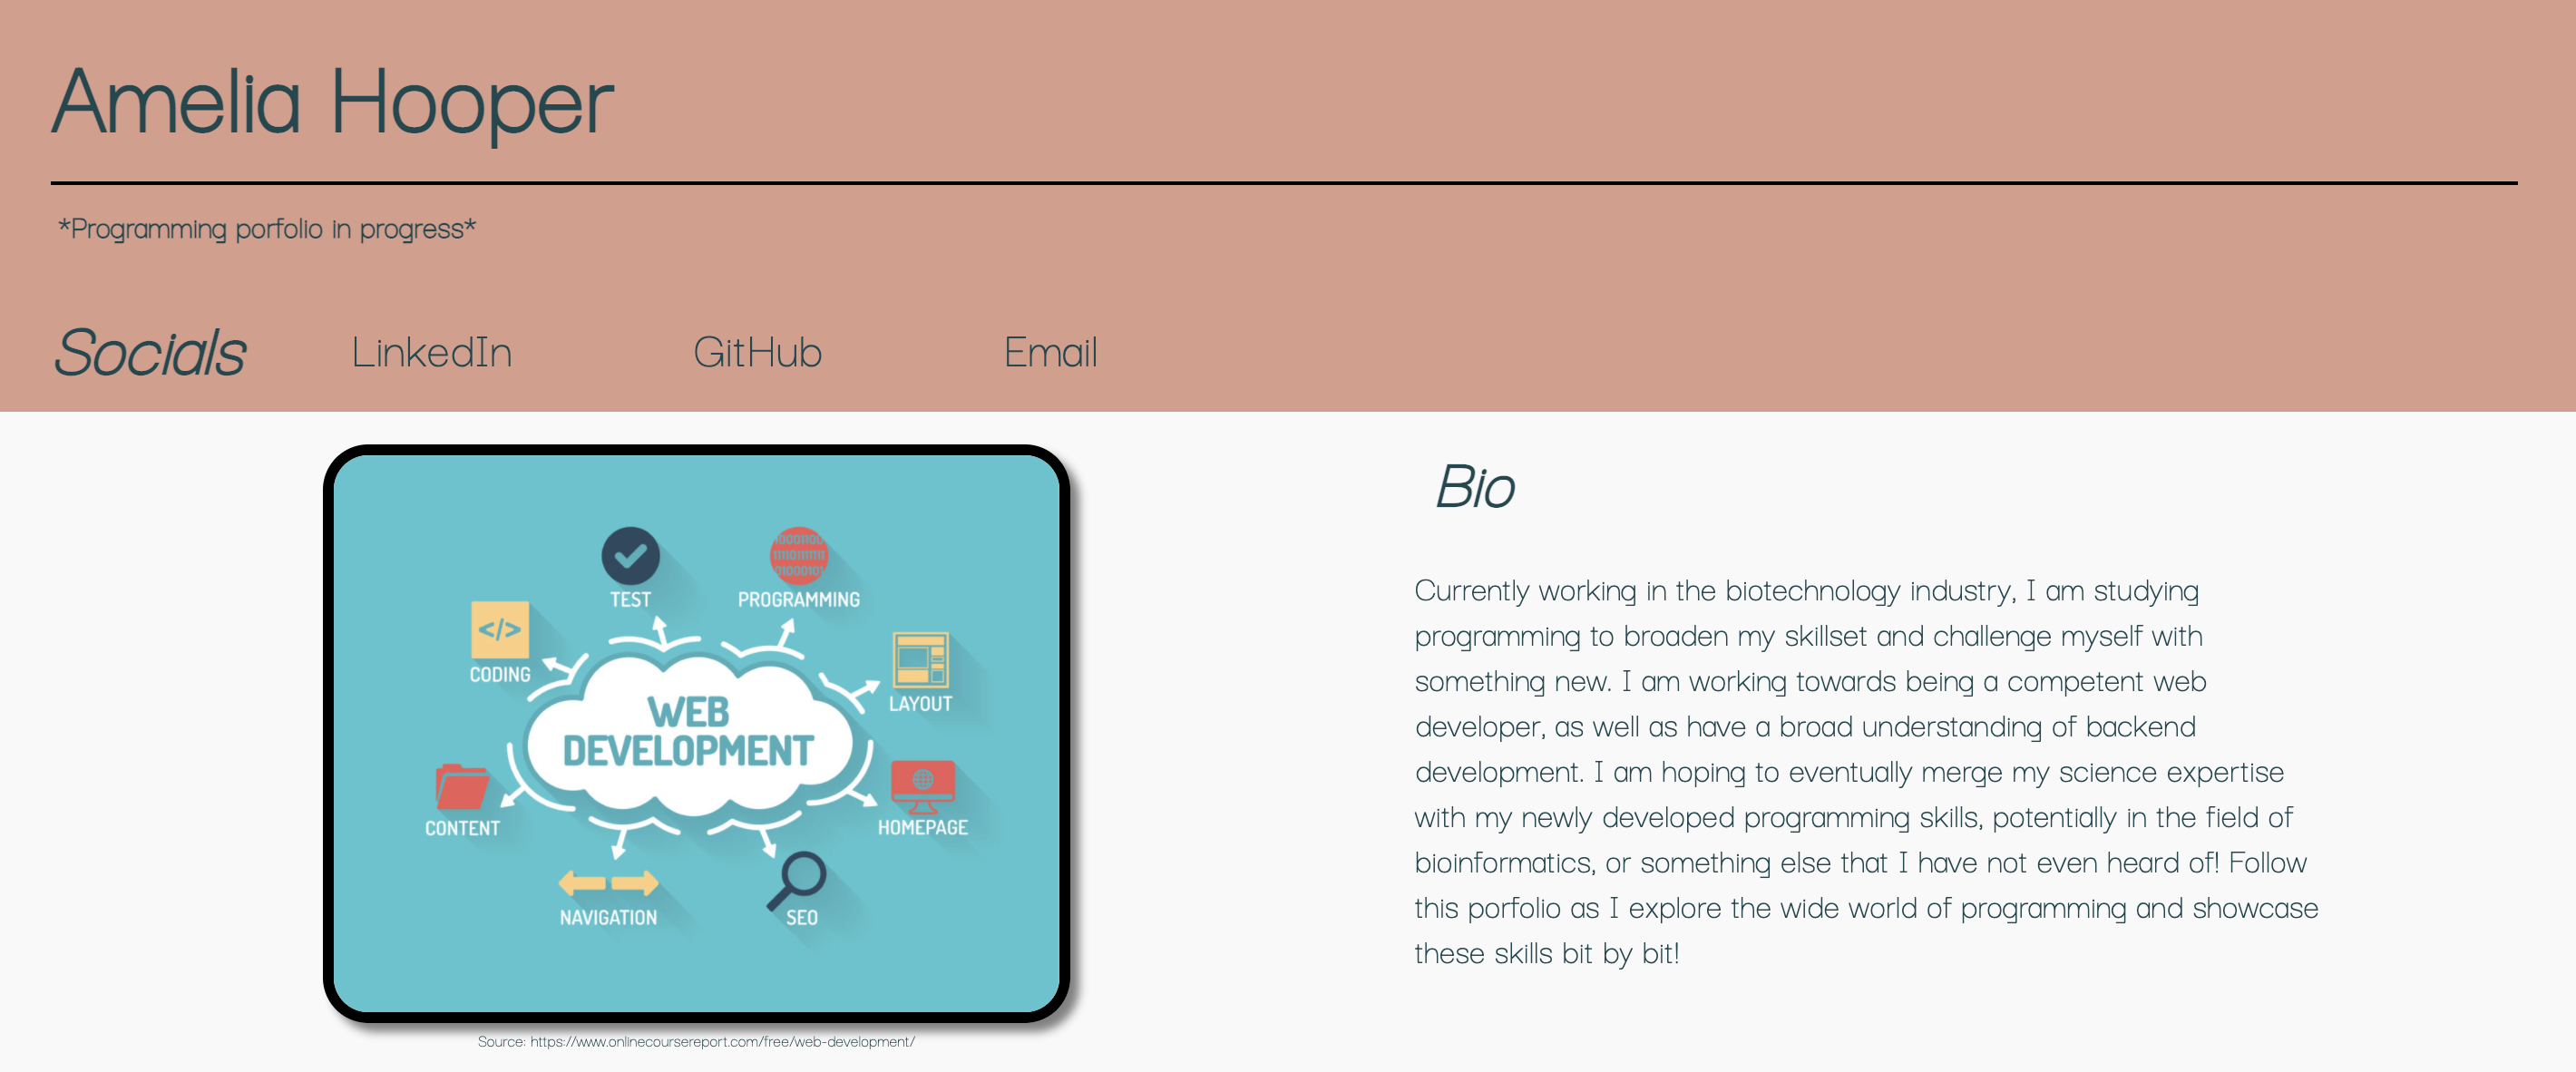 Amelia Hooper
*Programming porfolio in progress*
Socials
LinkedIn
GitHub
Email
TEST
PROGRAMMING
10001100
1110111111
01000101
</>
CODING
LAYOUT
WEB
DEVELOPMENT
CONTENT
HOMEPAGE
NAVIGATION
SEO
Source: https://www.onlinecoursereport.com/free/web-development/
Bio
Currently working in the biotechnology industry, I am studying
programming to broaden my skillset and challenge myself with
something new. I am working towards being a competent web
developer, as well as have a broad understanding of backend
development. I am hoping to eventually merge my science expertise
with my newly developed programming skills, potentially in the field of
bioinformatics, or something else that I have not even heard of! Follow
this porfolio as I explore the wide world of programming and showcase
these skills bit by bit!